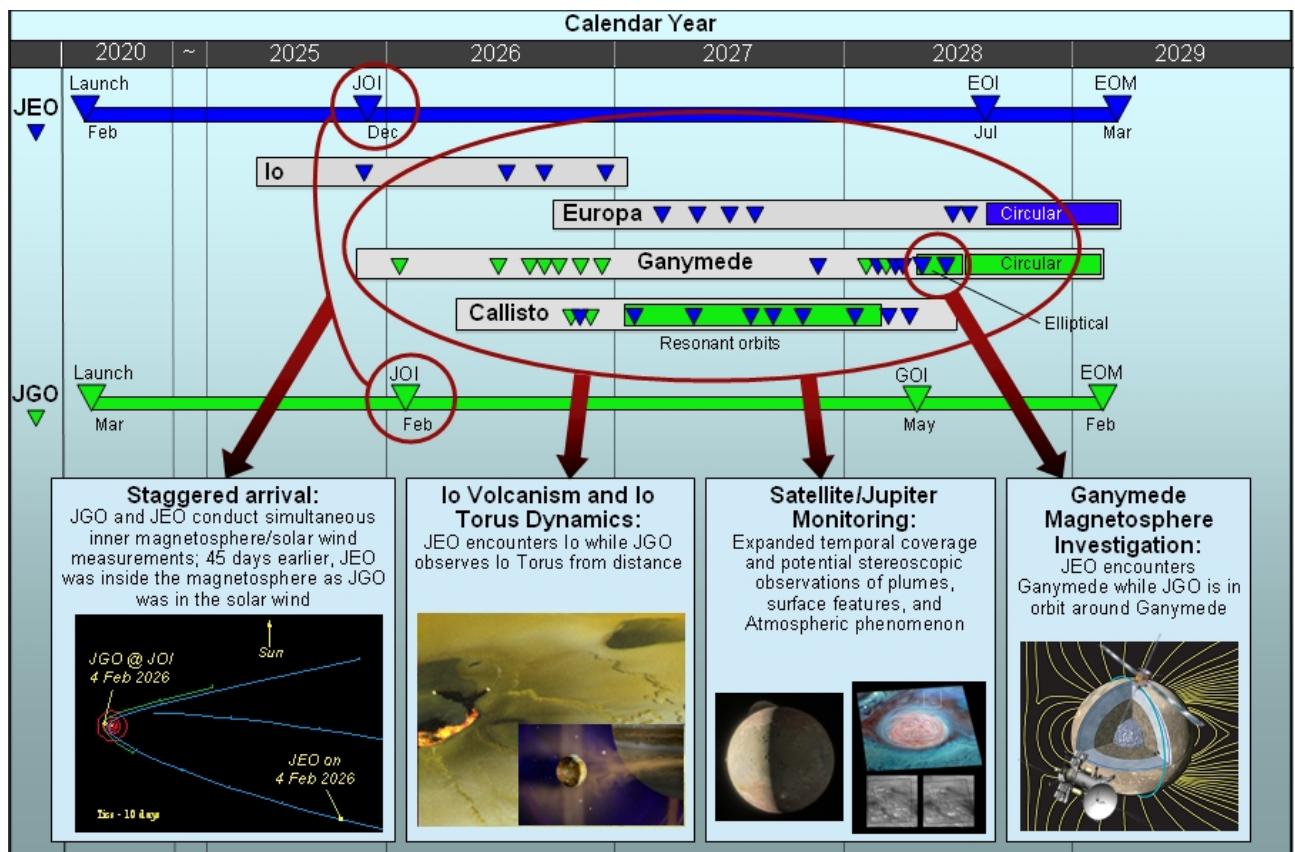 Calendar Year
2020 ~ 2025 2026 2027 2028 2029
Launch JOI EOI EOM
JEO
Feb Dec Jul Mar
Io
Europa Circular
Ganymede Circular
Callisto
Elliptical
Resonant orbits
Launch JOI GOI EOM
JGO
Mar Feb May Feb
Staggered arrival:
JGO and JEO conduct simultaneous
inner magnetosphere/solar wind
measurements; 45 days earlier, JEO
was inside the magnetosphere as JGO
was in the solar wind
Sun
JGO @ JOI
4 Feb 2026
JEO on
4 Feb 2026
Tics - 10 days
Io Volcanism and Io
Torus Dynamics:
JEO encounters Io while JGO
observes Io Torus from distance
Satellite/Jupiter
Monitoring:
Expanded temporal coverage
and potential stereoscopic
observations of plumes,
surface features, and
Atmospheric phenomenon
Ganymede
Magnetosphere
Investigation:
JEO encounters
Ganymede while JGO is in
orbit around Ganymede